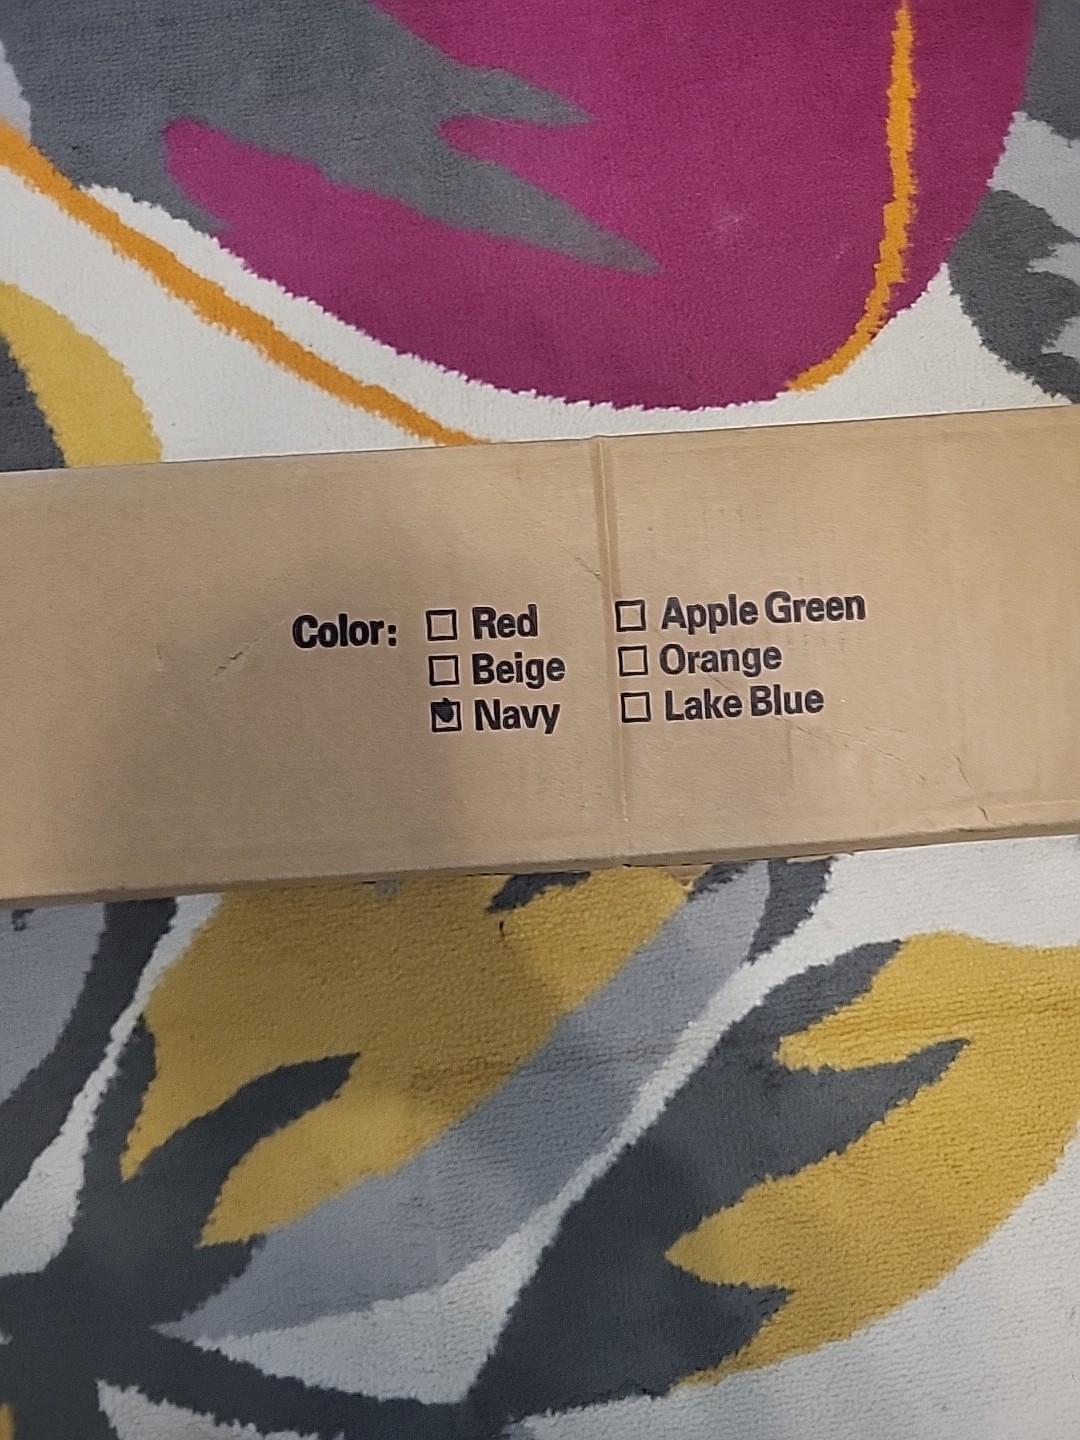 Color: ☐ Red ☐ Apple Green
☐ Beige ☐ Orange
☑ Navy ☐ Lake Blue